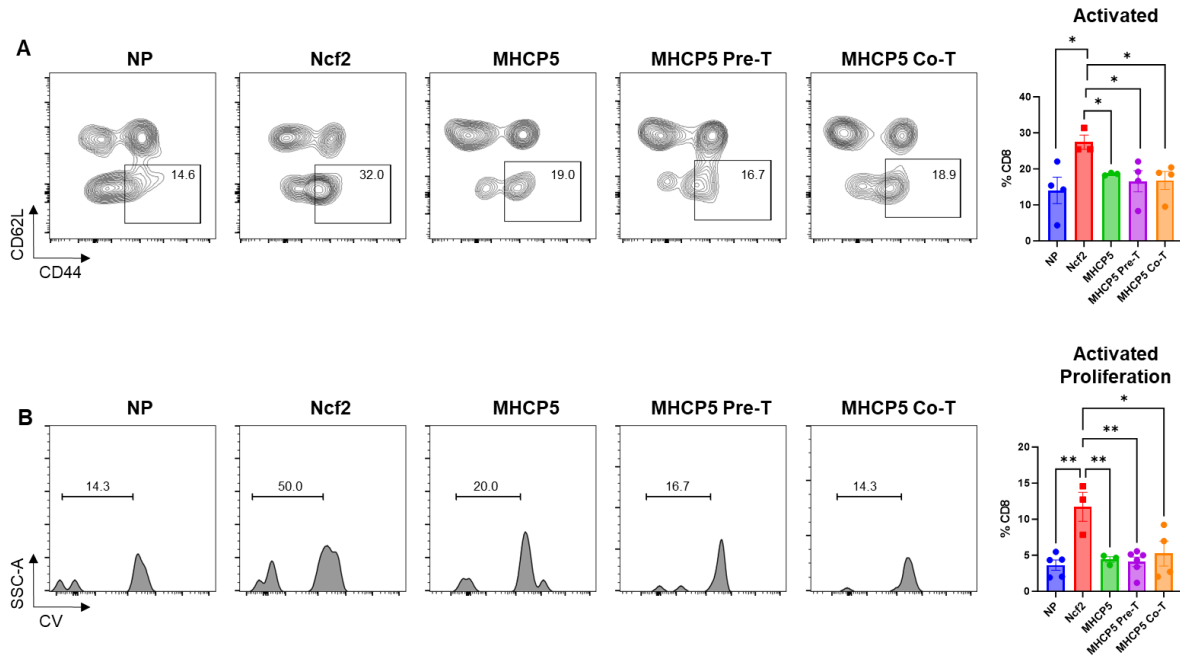 A
NP
Ncf2
MHCP5
MHCP5 Pre-T
MHCP5 Co-T
14.6
32.0
19.0
16.7
18.9
CD62L
CD44
Activated
*
*
*
*
% CD8
40
30
20
10
0
NP
Ncf2
MHCP5
MHCP5 Pre-T
MHCP5 Co-T
B
NP
Ncf2
MHCP5
MHCP5 Pre-T
MHCP5 Co-T
14.3
50.0
20.0
16.7
14.3
SSC-A
CV
Activated
Proliferation
*
**
**
**
% CD8
20
15
10
5
0
NP
Ncf2
MHCP5
MHCP5 Pre-T
MHCP5 Co-T